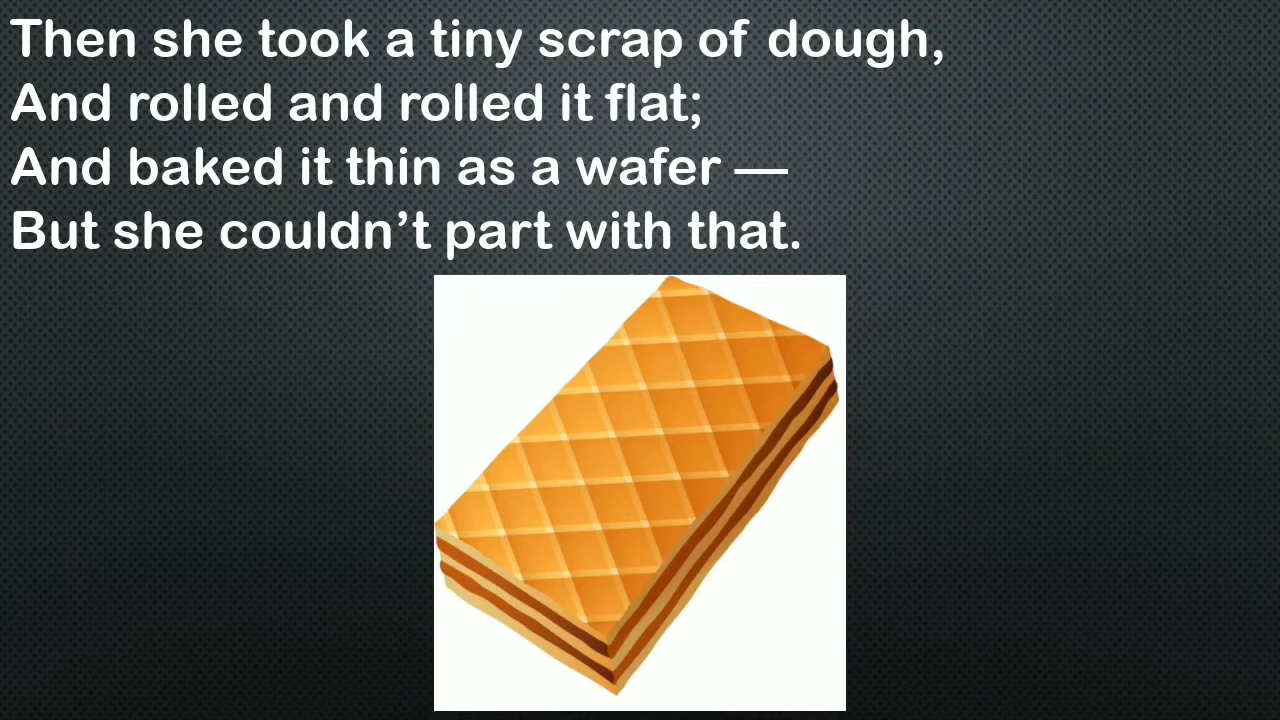 Then she took a tiny scrap of dough,
And rolled and rolled it flat;
And baked it thin as a wafer —
But she couldn’t part with that.